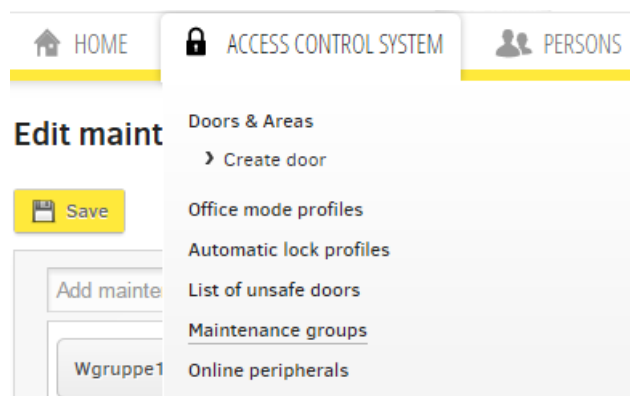 HOME ACCESS CONTROL SYSTEM PERSONS
Edit maint
Save
Add mainte
Wgruppe1
Doors & Areas
Create door
Office mode profiles
Automatic lock profiles
List of unsafe doors
Maintenance groups
Online peripherals